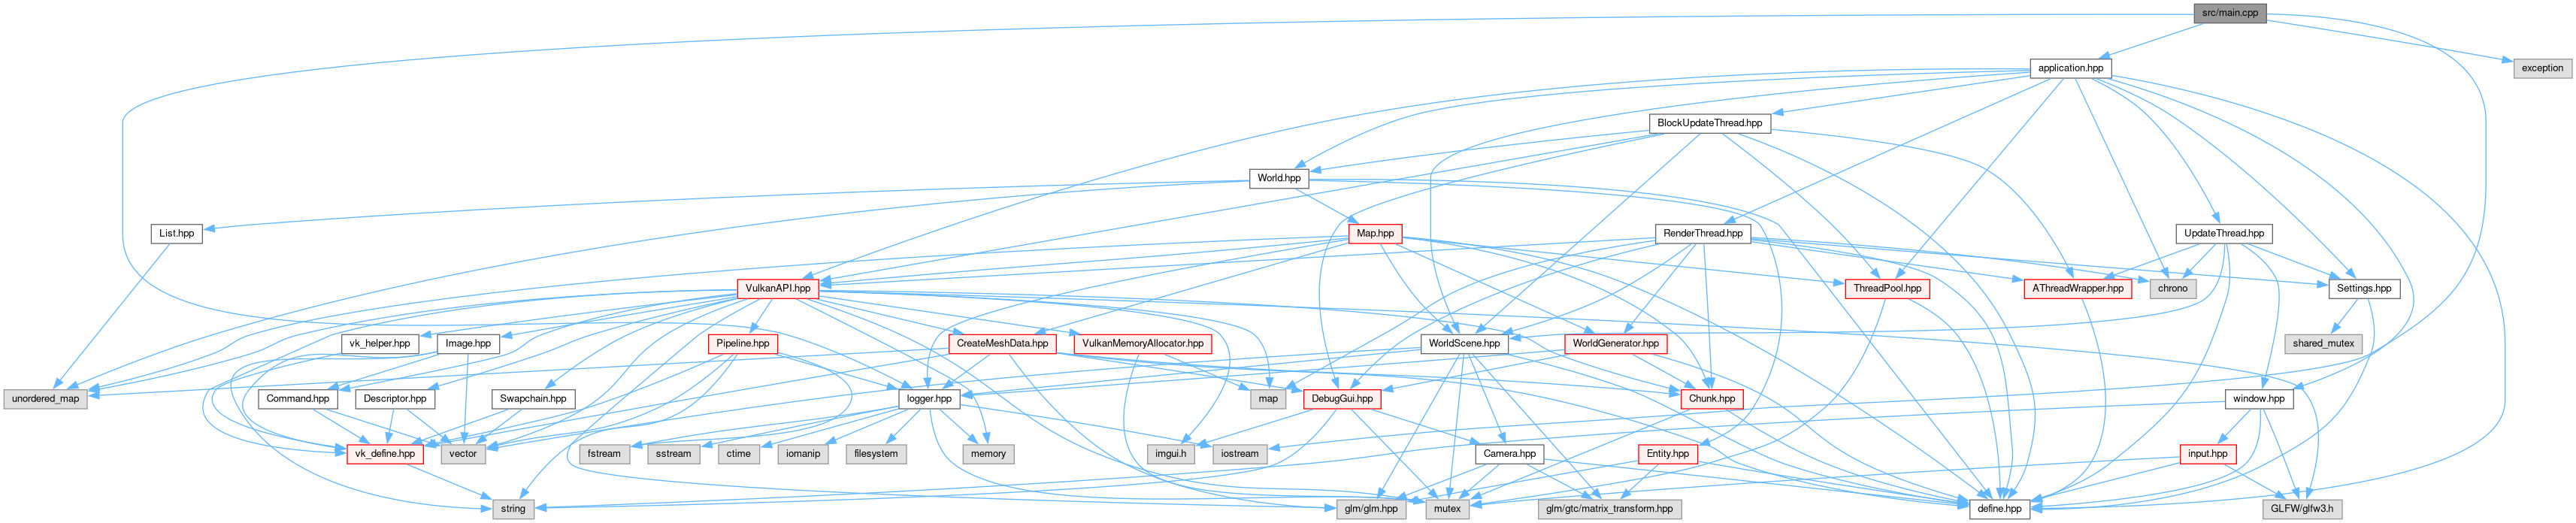 src/main.cpp
application.hpp
exception
BlockUpdateThread.hpp
World.hpp
List.hpp
Map.hpp
RenderThread.hpp
UpdateThread.hpp
VulkanAPI.hpp
ThreadPool.hpp
AThreadWrapper.hpp
chrono
Settings.hpp
vk_helper.hpp
Image.hpp
Pipeline.hpp
CreateMeshData.hpp
VulkanMemoryAllocator.hpp
WorldScene.hpp
WorldGenerator.hpp
shared_mutex
unordered_map
Command.hpp
Descriptor.hpp
Swapchain.hpp
logger.hpp
map
DebugGui.hpp
Chunk.hpp
window.hpp
vk_define.hpp
vector
fstream
sstream
ctime
iomanip
filesystem
memory
imgui.h
iostream
Camera.hpp
Entity.hpp
input.hpp
string
glm/glm.hpp
mutex
glm/gtc/matrix_transform.hpp
define.hpp
GLFW/glfw3.h